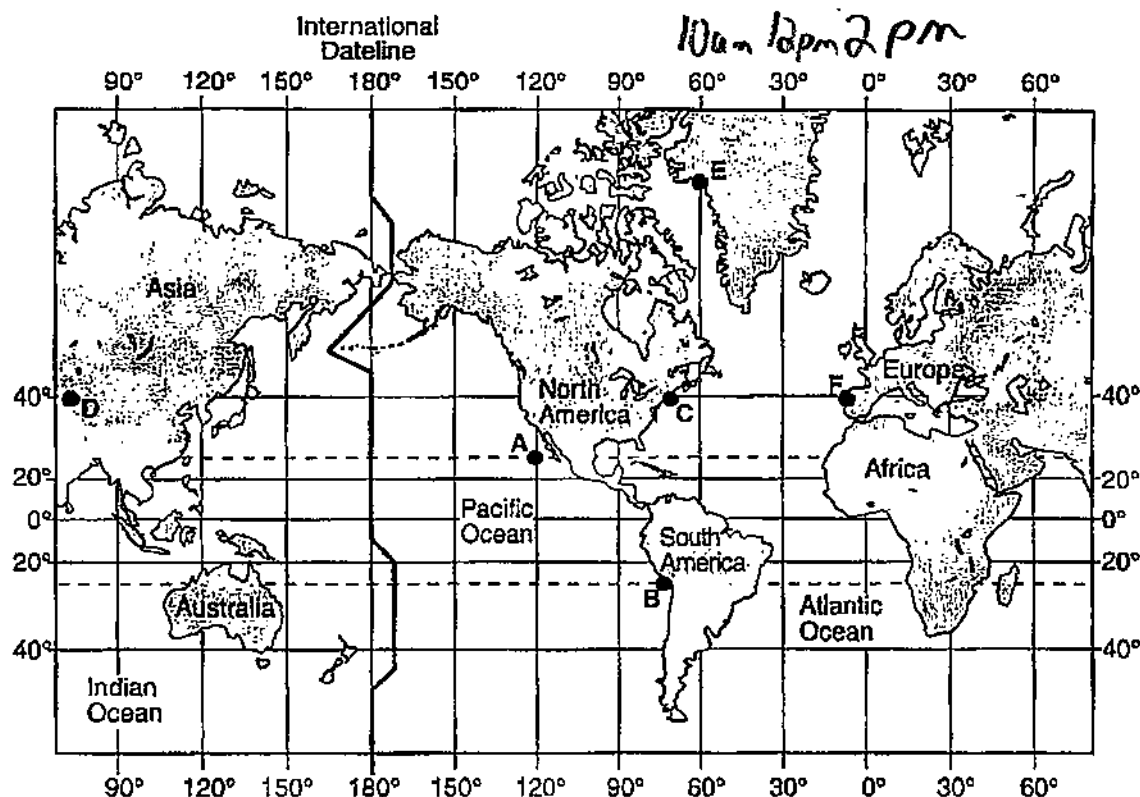 International
Dateline
10am 12pm 2pm
90° 120° 150° 180° 150° 120° 90° 60° 30° 0° 30° 60°
E
Asia
Europe
F
40° D North America C 40°
A
Africa
20° 20°
Pacific
Ocean
0° 0°
South
America
20° 20°
B
Australia
Atlantic
Ocean
40° 40°
Indian
Ocean
90° 120° 150° 180° 150° 120° 90° 60° 30° 0° 30° 60°